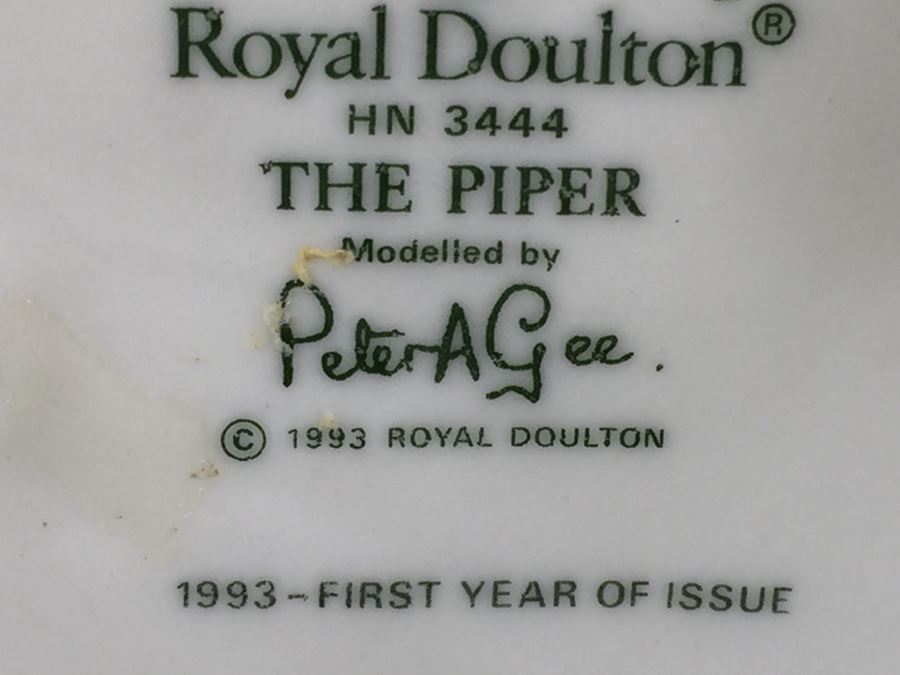 Royal Doulton®
HN 3444
THE PIPER
Modelled by
Peter A Gee.
© 1993 ROYAL DOULTON
1993-FIRST YEAR OF ISSUE